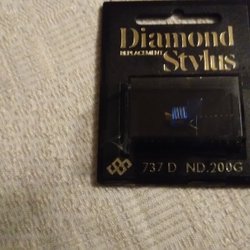 Diamond
REPLACEMENT Stylus
737 D ND.200G